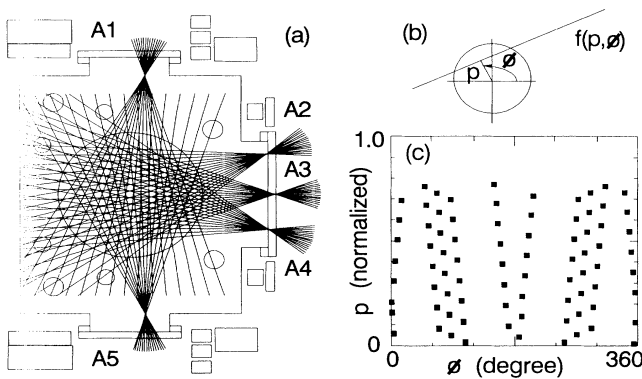 (a)
A1
A2
A3
A4
A5
(b)
f(p,ø)
p
ø
(c)
1.0
p (normalized)
0
0
360
ø (degree)